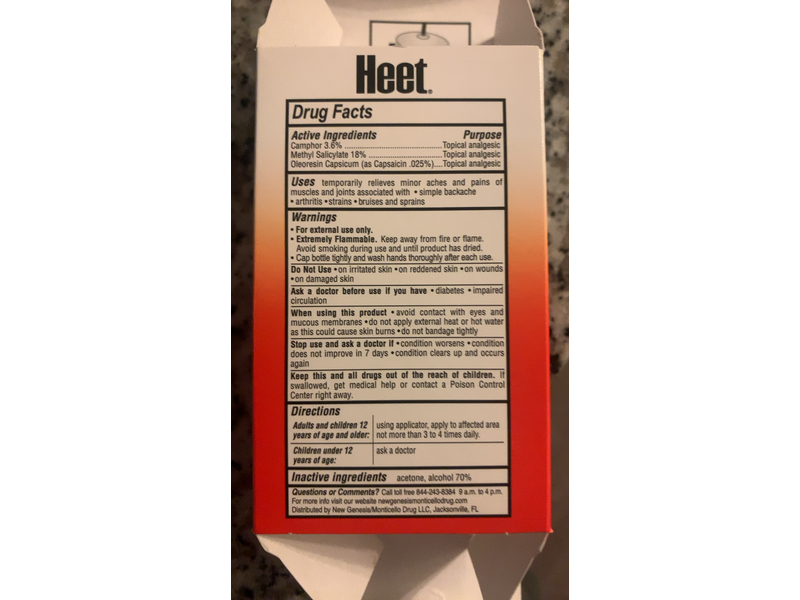 Heet®
Drug Facts
Active Ingredients Purpose
Camphor 3.6% ..................................Topical analgesic
Methyl Salicylate 18% .........................Topical analgesic
Oleoresin Capsicum (as Capsaicin .025%)....Topical analgesic
Uses temporarily relieves minor aches and pains of
muscles and joints associated with • simple backache
• arthritis • strains • bruises and sprains
Warnings
• For external use only.
• Extremely Flammable. Keep away from fire or flame.
Avoid smoking during use and until product has dried.
• Cap bottle tightly and wash hands thoroughly after each use.
Do Not Use • on irritated skin • on reddened skin • on wounds
• on damaged skin
Ask a doctor before use if you have • diabetes • impaired
circulation
When using this product • avoid contact with eyes and
mucous membranes • do not apply external heat or hot water
as this could cause skin burns • do not bandage tightly
Stop use and ask a doctor if • condition worsens • condition
does not improve in 7 days • condition clears up and occurs
again
Keep this and all drugs out of the reach of children. If
swallowed, get medical help or contact a Poison Control
Center right away.
Directions
Adults and children 12 using applicator, apply to affected area
years of age and older: not more than 3 to 4 times daily.
Children under 12 ask a doctor
years of age:
Inactive ingredients acetone, alcohol 70%
Questions or Comments? Call toll free 844-243-8384 9 a.m. to 4 p.m.
For more info visit our website newgenesismonticellodrug.com
Distributed by New Genesis/Monticello Drug LLC, Jacksonville, FL